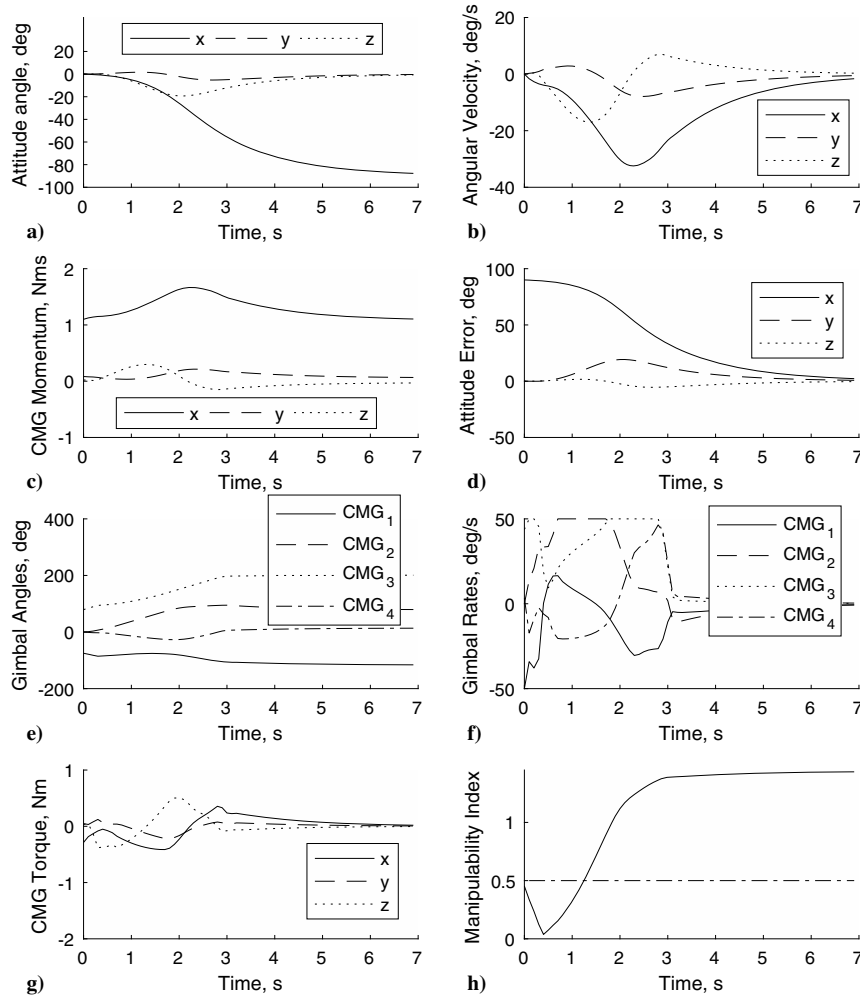 Attitude angle, deg
20
0
-20
-40
-60
-80
-100
x y z
0 1 2 3 4 5 6 7
Time, s
a)
Angular Velocity, deg/s
20
0
-20
-40
x
y
z
0 1 2 3 4 5 6 7
Time, s
b)
CMG Momentum, Nms
2
1
0
-1
x y z
0 1 2 3 4 5 6 7
Time, s
c)
Attitude Error, deg
100
50
0
-50
x
y
z
0 1 2 3 4 5 6 7
Time, s
d)
Gimbal Angles, deg
400
200
0
-200
CMG1
CMG2
CMG3
CMG4
0 1 2 3 4 5 6 7
Time, s
e)
Gimbal Rates, deg/s
50
0
-50
CMG1
CMG2
CMG3
CMG4
0 1 2 3 4 5 6 7
Time, s
f)
CMG Torque, Nm
1
0
-1
-2
x
y
z
0 1 2 3 4 5 6 7
Time, s
g)
Manipulability Index
1
0.5
0
0 1 2 3 4 5 6 7
Time, s
h)